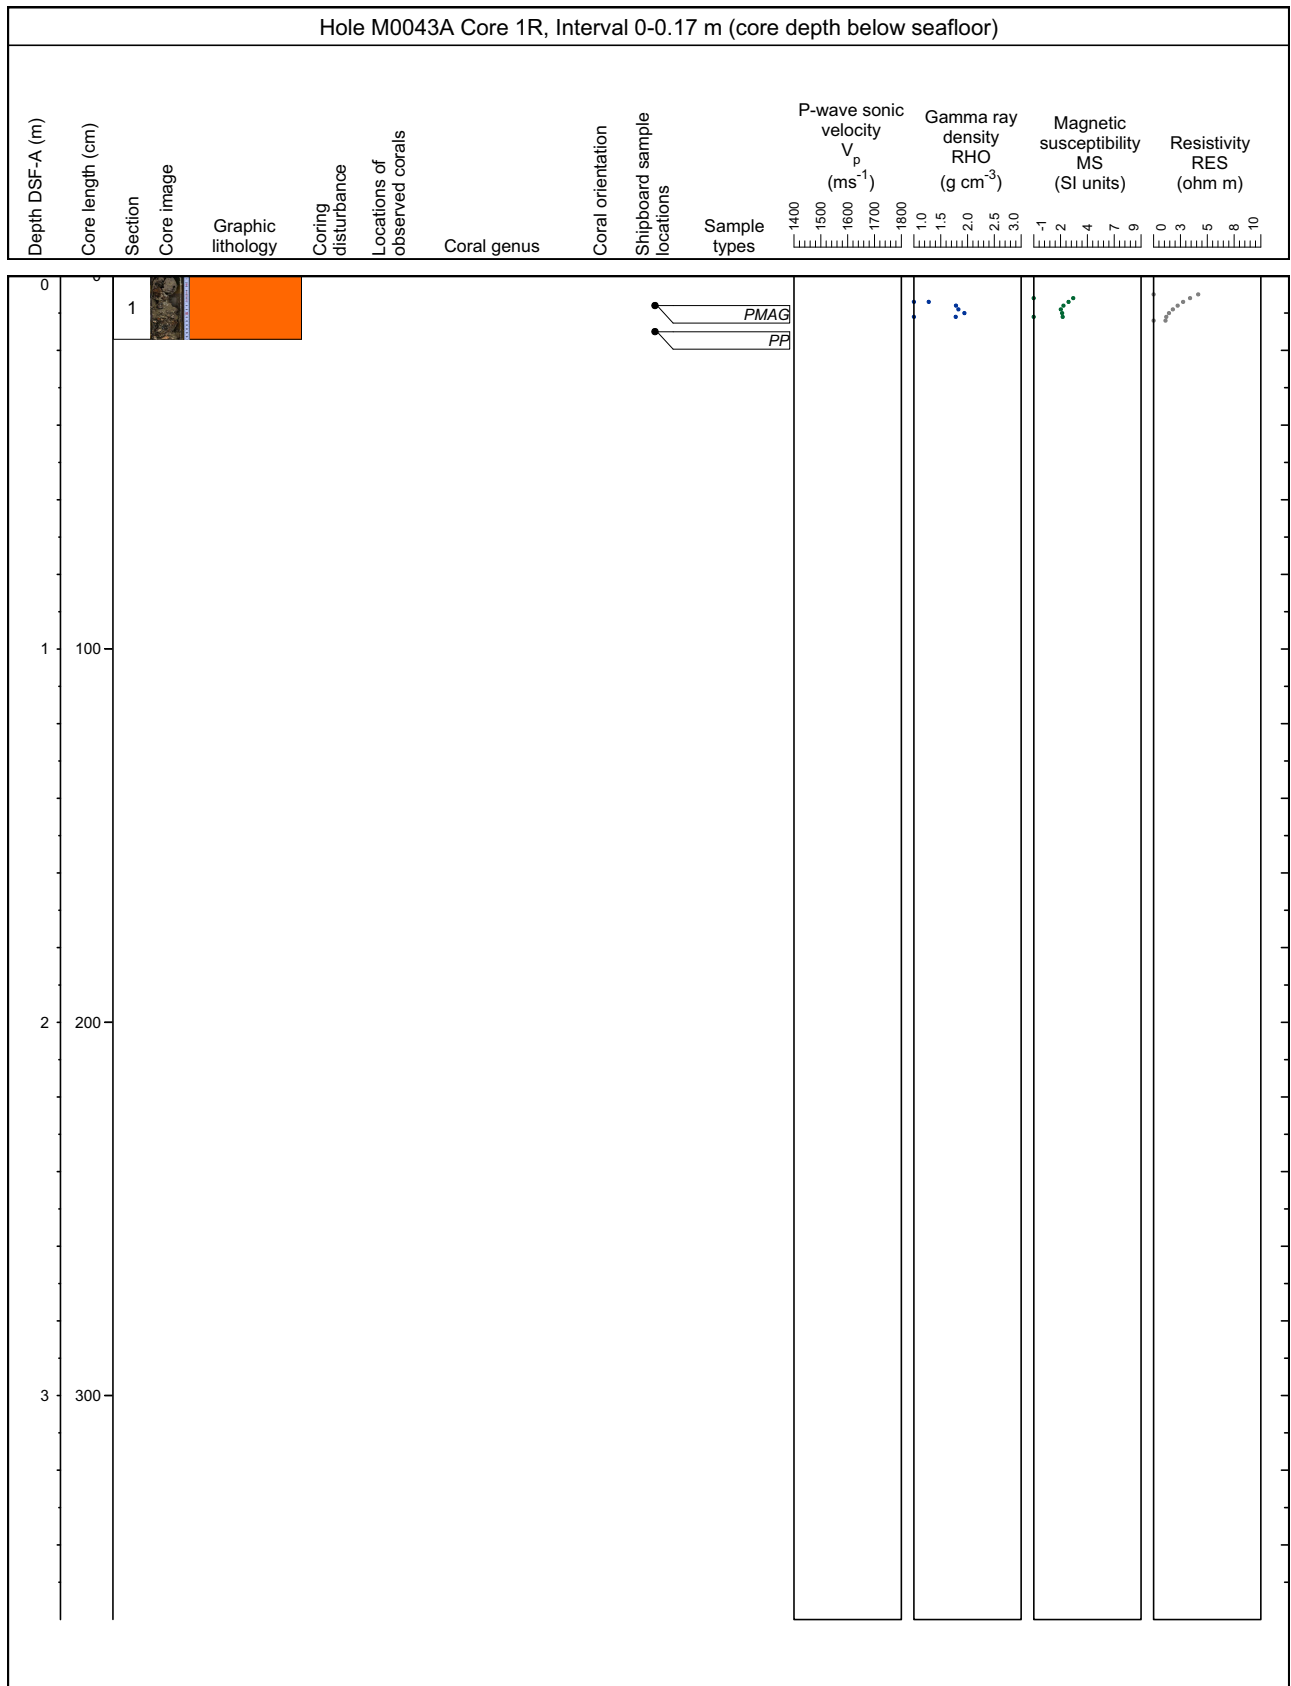 Hole M0043A Core 1R, Interval 0-0.17 m (core depth below seafloor)
Depth DSF-A (m)
Core length (cm)
Section
Core image
Graphic
lithology
Coring
disturbance
Locations of
observed corals
Coral genus
Coral orientation
Shipboard sample
locations
Sample
types
P-wave sonic
velocity
Vp
(ms-1)
1400 1500 1600 1700 1800
Gamma ray
density
RHO
(g cm-3)
1.0 1.5 2.0 2.5 3.0
Magnetic
susceptibility
MS
(SI units)
-1 2 4 7 9
Resistivity
RES
(ohm m)
0 3 5 8 10
0 0
1
PMAG
PP
1 100
2 200
3 300